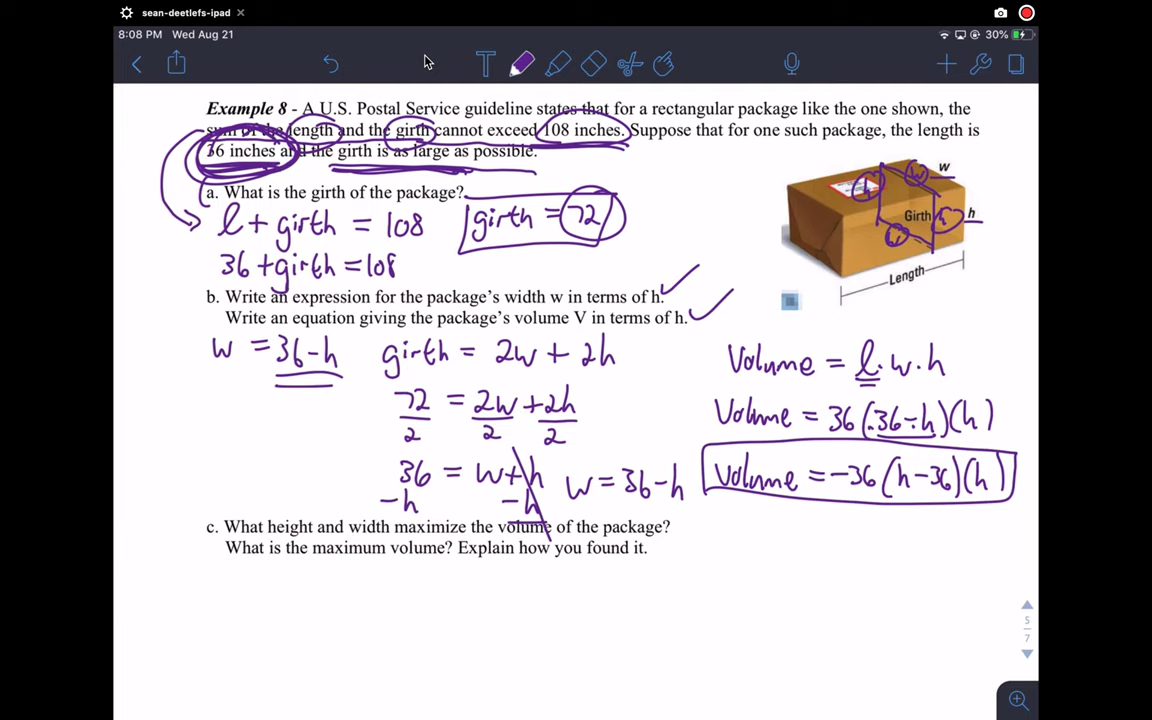 sean-deetlefs-ipad
8:08 PM Wed Aug 21
30%
Example 8 - A U.S. Postal Service guideline states that for a rectangular package like the one shown, the
sum of the length and the girth cannot exceed 108 inches. Suppose that for one such package, the length is
36 inches and the girth is as large as possible.
a. What is the girth of the package?
l + girth = 108
girth = 72
36 + girth = 108
w
w
h
h
Girth
h
w
Length
b. Write an expression for the package's width w in terms of h.
Write an equation giving the package's volume V in terms of h.
w = 36-h
girth = 2w + 2h
72 = 2w + 2h
2 2 2
36 = w + h
-h -h
w = 36-h
Volume = l · w · h
Volume = 36 (36 - h)(h)
Volume = -36 (h - 36)(h)
c. What height and width maximize the volume of the package?
What is the maximum volume? Explain how you found it.
5
7